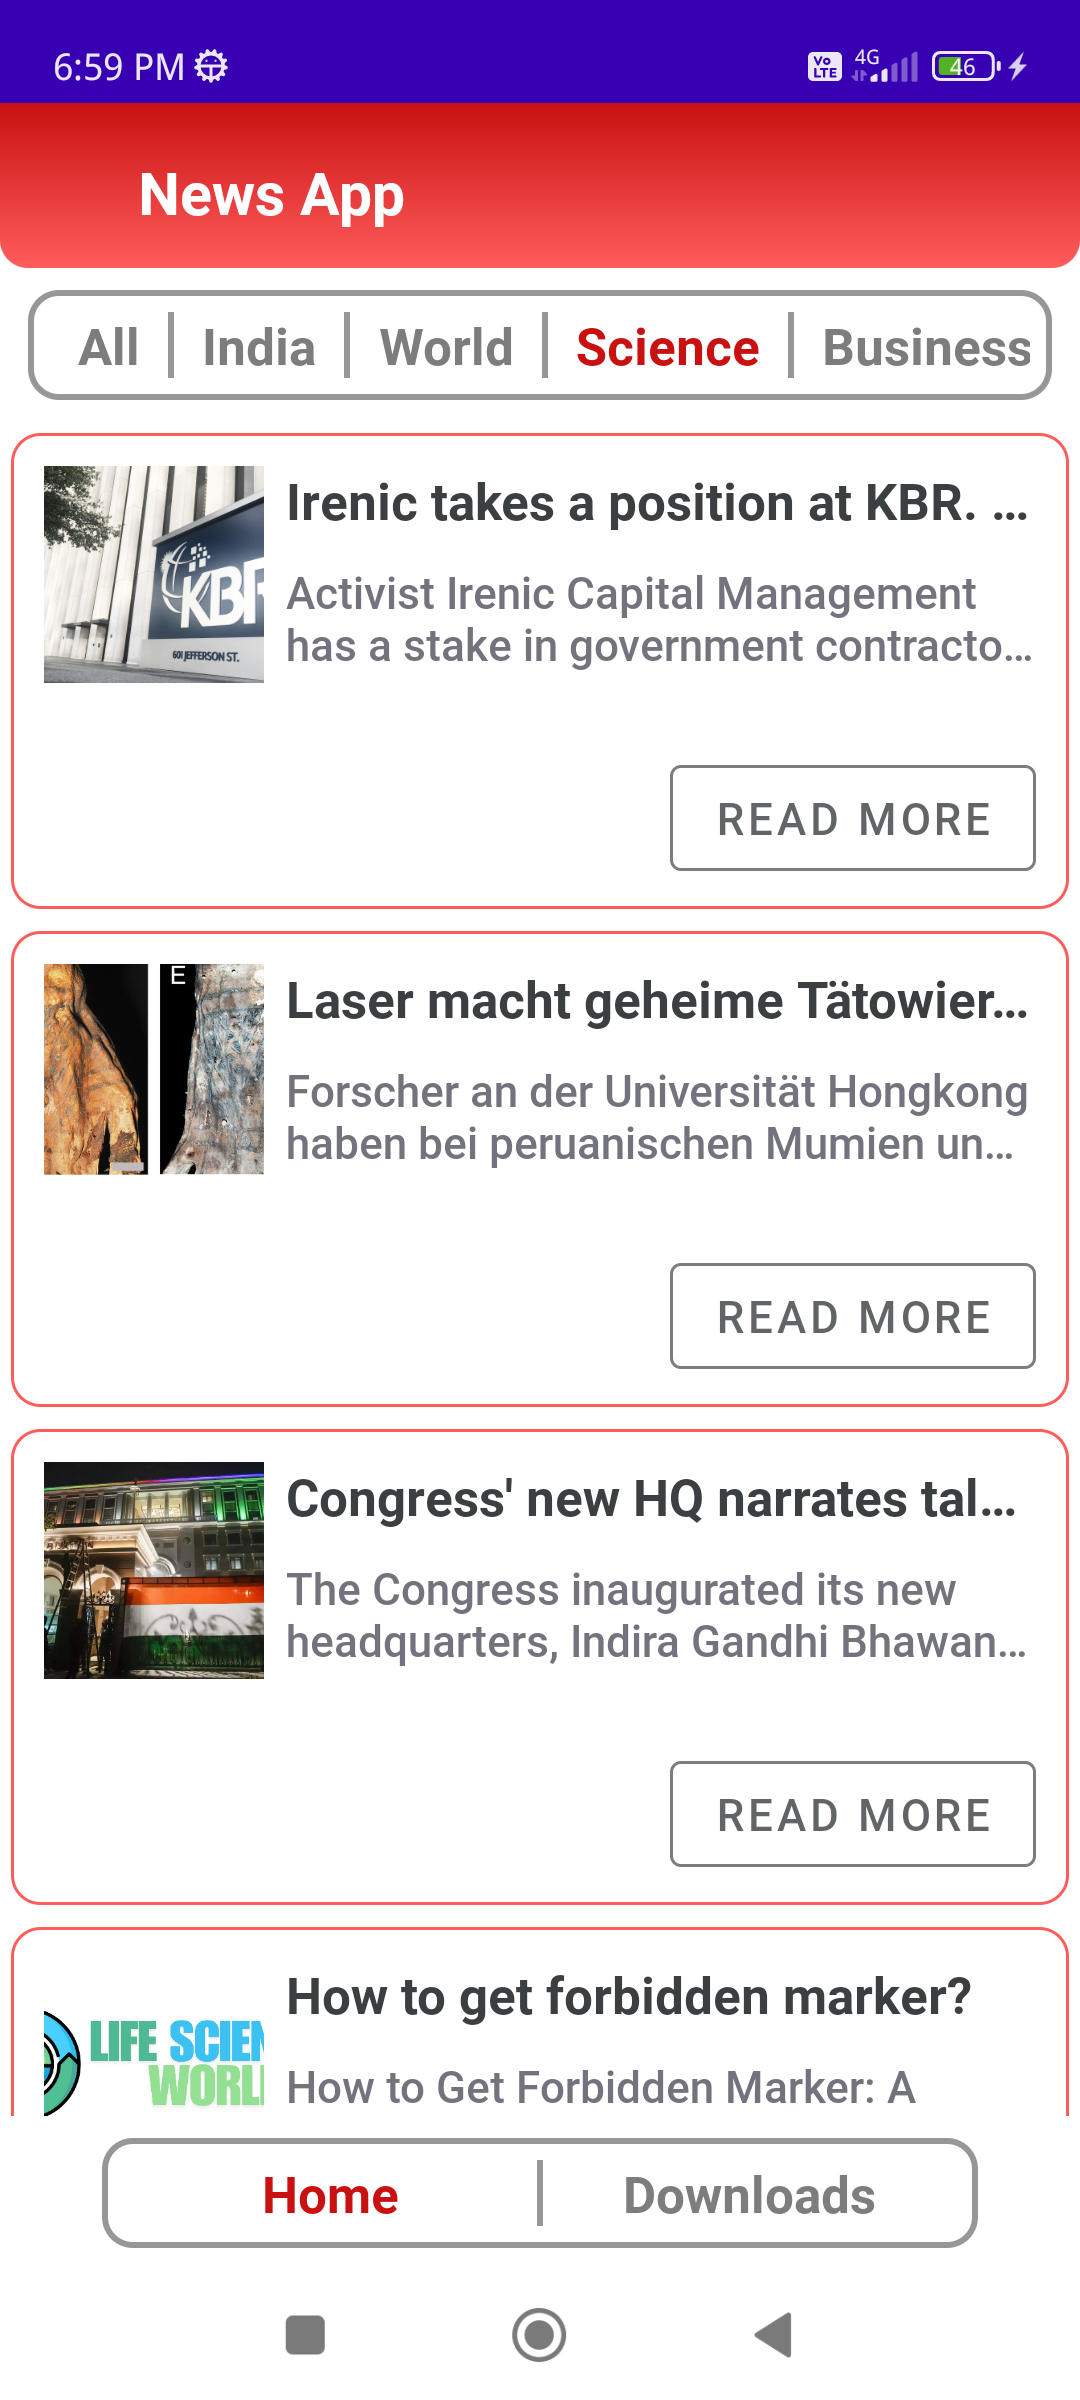 6:59 PM
Vo LTE 4G 46
News App
All India World Science Business
Irenic takes a position at KBR. ...
Activist Irenic Capital Management
has a stake in government contracto...
KBR
601 JEFFERSON ST.
READ MORE
E
Laser macht geheime Tätowier...
Forscher an der Universität Hongkong
haben bei peruanischen Mumien un...
READ MORE
Congress' new HQ narrates tal...
The Congress inaugurated its new
headquarters, Indira Gandhi Bhawan...
READ MORE
How to get forbidden marker?
LIFE SCIEN
WORL
How to Get Forbidden Marker: A
Home Downloads